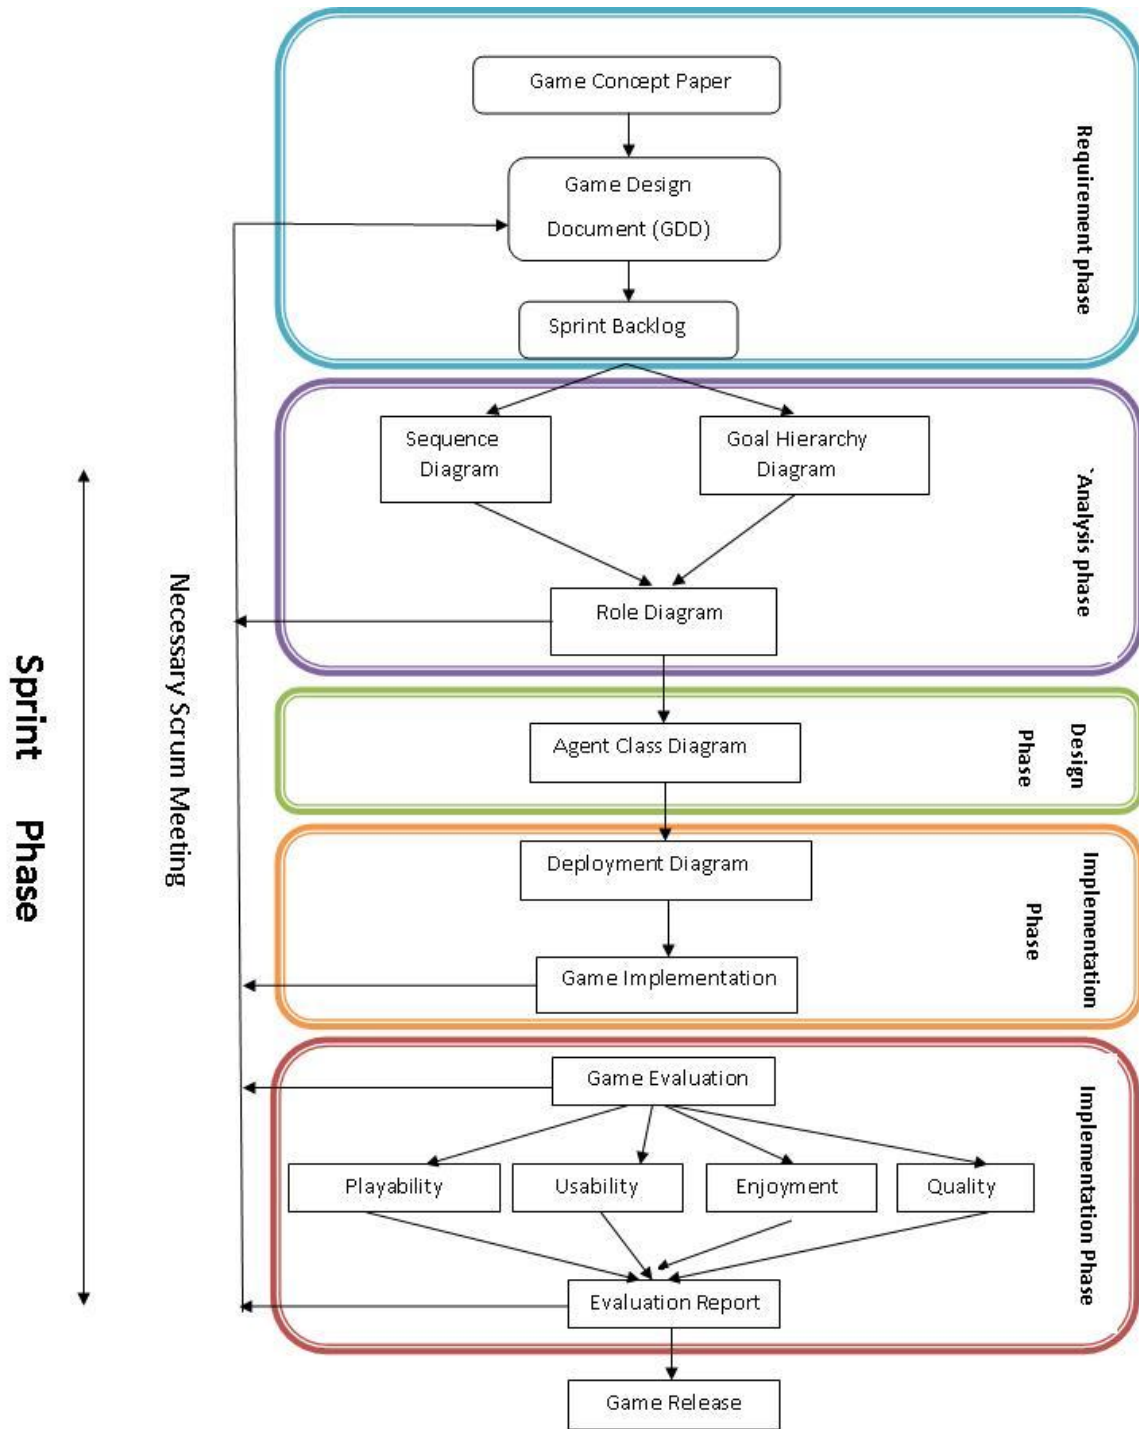 Game Concept Paper
Game Design
Document (GDD)
Sprint Backlog
Requirement phase
Sequence
Diagram
Goal Hierarchy
Diagram
Role Diagram
`Analysis phase
Agent Class Diagram
Design
Phase
Deployment Diagram
Game Implementation
Implementation
Phase
Game Evaluation
Playability
Usability
Enjoyment
Quality
Evaluation Report
Implementation Phase
Game Release
Necessary Scrum Meeting
Sprint Phase